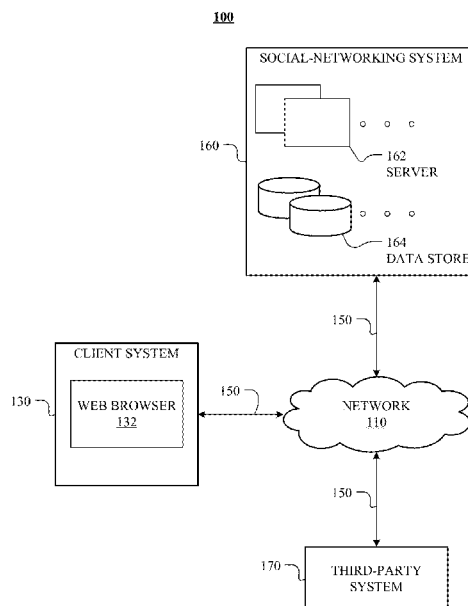 100
SOCIAL-NETWORKING SYSTEM
160
162
SERVER
164
DATA STORE
150
CLIENT SYSTEM
130
WEB BROWSER
132
150
NETWORK
110
150
170
THIRD-PARTY
SYSTEM